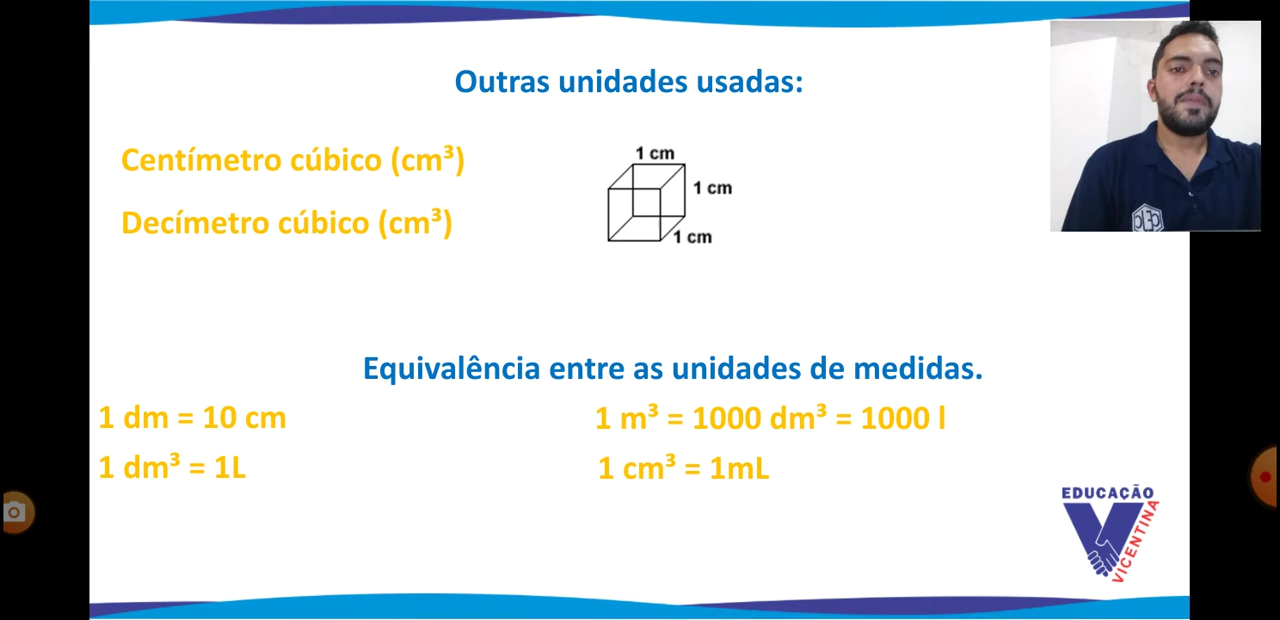 Outras unidades usadas:
Centímetro cúbico (cm³)
Decímetro cúbico (cm³)
1 cm
1 cm
1 cm
Equivalência entre as unidades de medidas.
1 dm = 10 cm
1 m³ = 1000 dm³ = 1000 l
1 dm³ = 1L
1 cm³ = 1mL
EDUCAÇÃO
VICENTINA